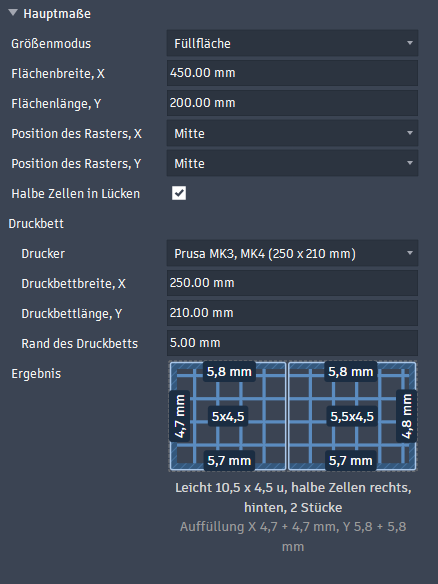 Hauptmaße
Größenmodus Füllfläche
Flächenbreite, X 450.00 mm
Flächenlänge, Y 200.00 mm
Position des Rasters, X Mitte
Position des Rasters, Y Mitte
Halbe Zellen in Lücken
Druckbett
Drucker Prusa MK3, MK4 (250 x 210 mm)
Druckbettbreite, X 250.00 mm
Druckbettlänge, Y 210.00 mm
Rand des Druckbetts 5.00 mm
Ergebnis
5,8 mm 5,8 mm
4,7 mm 5x4,5 5,5x4,5 4,8 mm
5,7 mm 5,7 mm
Leicht 10,5 x 4,5 u, halbe Zellen rechts,
hinten, 2 Stücke
Auffüllung X 4,7 + 4,7 mm, Y 5,8 + 5,8
mm